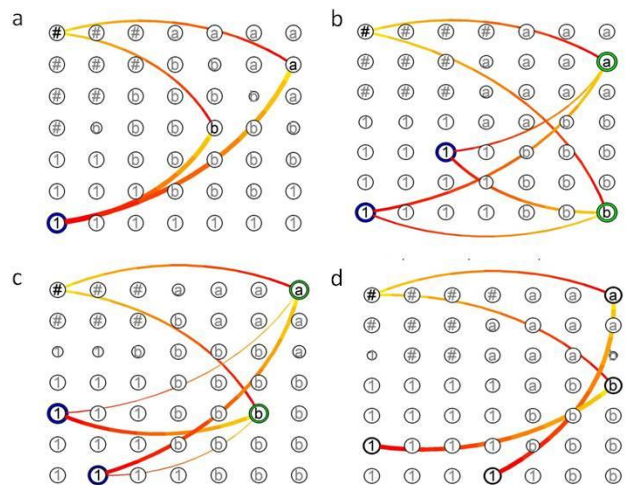 a
# # # a a a a
# # # b b a a
# # b b b a
# b b b b b b
1 1 b b b b b
1 1 1 b b b b
1 1 1 1 1 1 1
b
# # # a a a a
# # # # a a a
# # # a a a a
1 1 1 a a b b
1 1 1 1 a b b
1 1 1 1 b b b
1 1 1 1 b b b
c
# # # a a a a
# # # b b a a
1 1 b b b b a
1 1 1 b b b b
1 1 1 b b b b
1 1 1 b b b b
1 1 1 b b b b
d
# # # # a a a
# # # a a a a
1 # # a a a b
1 1 1 1 a b b
1 1 1 1 b b b
1 1 1 1 b b b
1 1 1 1 b b b